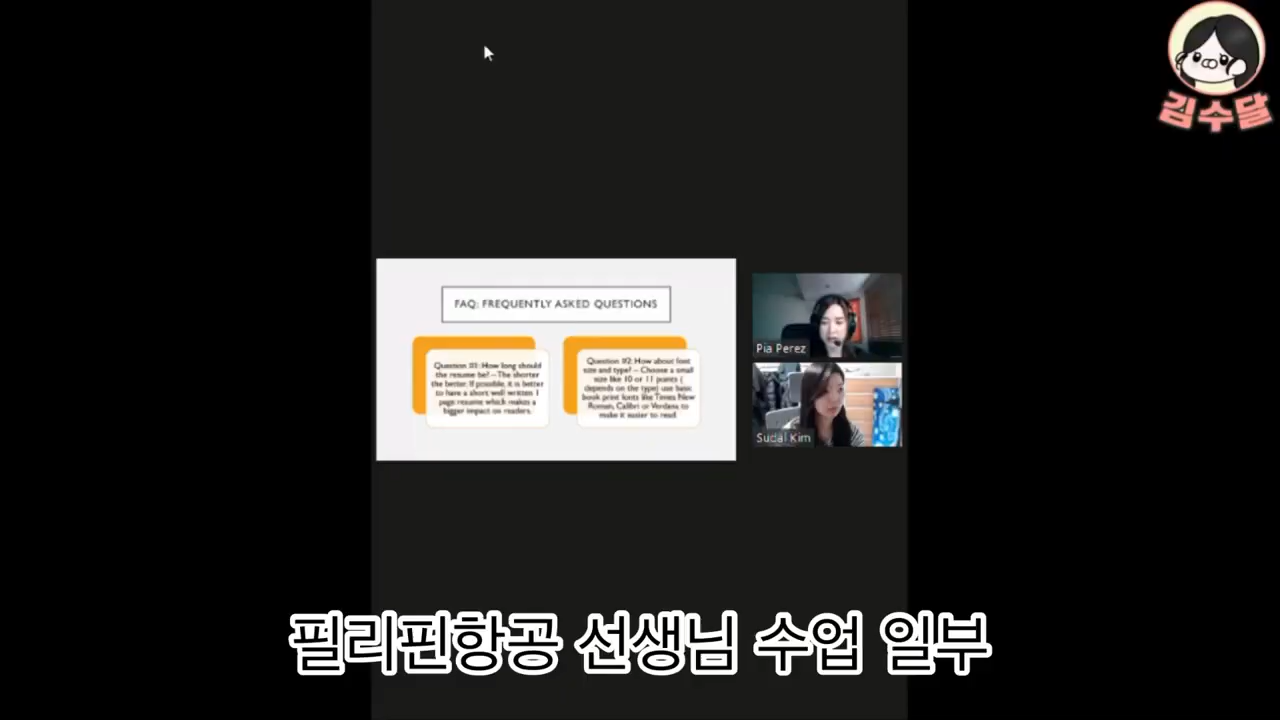 김수달
FAQ: FREQUENTLY ASKED QUESTIONS
Question #1: How long should
the resume be? – The shorter
the better. If possible, it is better
to have a short well written 1
page resume which makes a
bigger impact on readers.
Question #2: How about font
size and type? – Choose a small
size like 10 or 11 points (
depends on the type) use basic
book print fonts like Times New
Roman, Calibri or Verdana to
make it easier to read
Pia Perez
Sudal Kim
필리핀항공 선생님 수업 일부